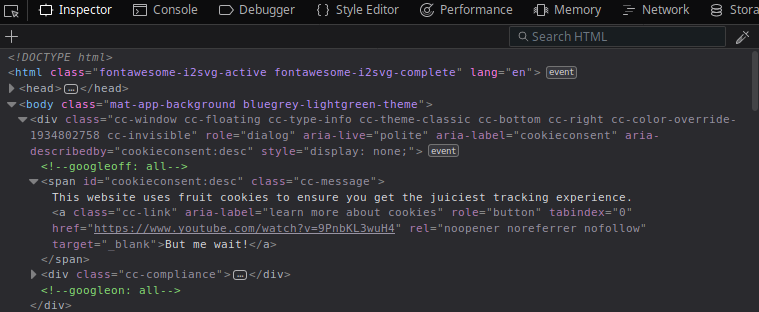 Inspector Console Debugger Style Editor Performance Memory Network Stora
Search HTML
<!DOCTYPE html>
<html class="fontawesome-i2svg-active fontawesome-i2svg-complete" lang="en"> event
<head>…</head>
<body class="mat-app-background bluegrey-lightgreen-theme">
<div class="cc-window cc-floating cc-type-info cc-theme-classic cc-bottom cc-right cc-color-override-
1934802758 cc-invisible" role="dialog" aria-live="polite" aria-label="cookieconsent" aria-
describedby="cookieconsent:desc" style="display: none;"> event
<!--googleoff: all-->
<span id="cookieconsent:desc" class="cc-message">
This website uses fruit cookies to ensure you get the juiciest tracking experience.
<a class="cc-link" aria-label="learn more about cookies" role="button" tabindex="0"
href="https://www.youtube.com/watch?v=9PnbKL3wuH4" rel="noopener noreferrer nofollow"
target="_blank">But me wait!</a>
</span>
<div class="cc-compliance">…</div>
<!--googleon: all-->
</div>